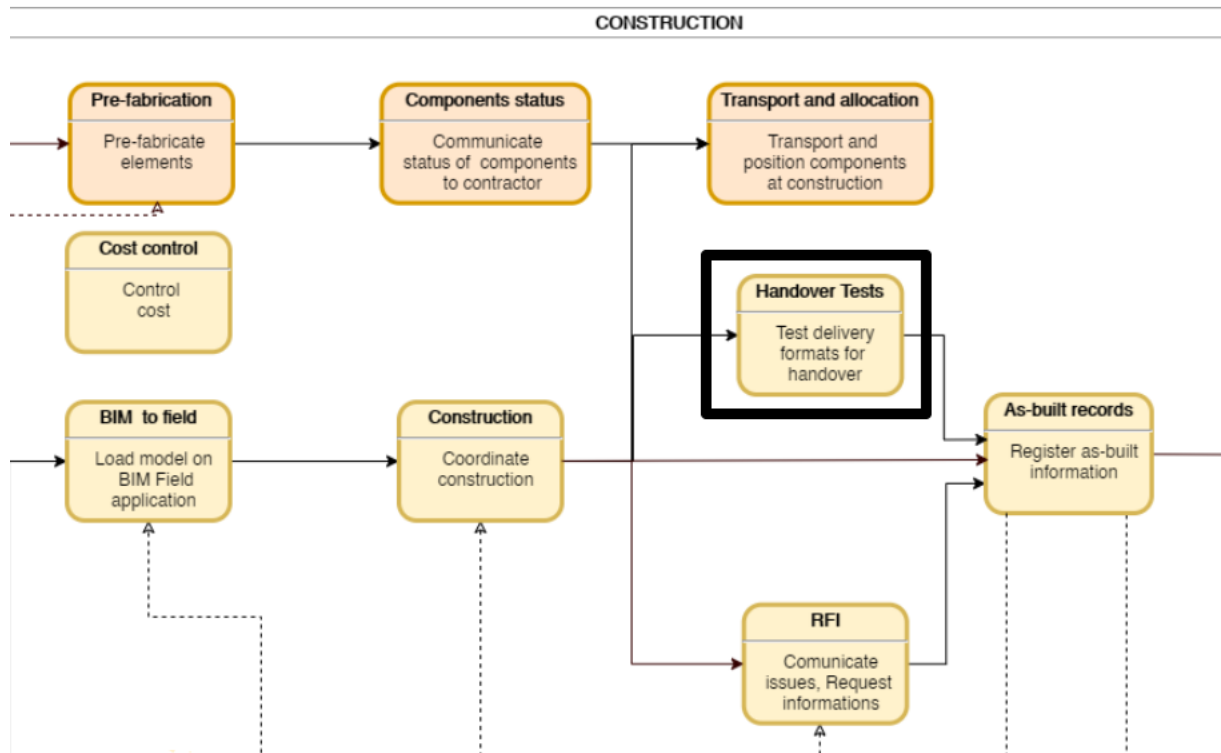 CONSTRUCTION
Pre-fabrication
Pre-fabricate
elements
Components status
Communicate
status of components
to contractor
Transport and allocation
Transport and
position components
at construction
Cost control
Control
cost
Handover Tests
Test delivery
formats for
handover
BIM to field
Load model on
BIM Field
application
Construction
Coordinate
construction
As-built records
Register as-built
information
RFI
Comunicate
issues, Request
informations